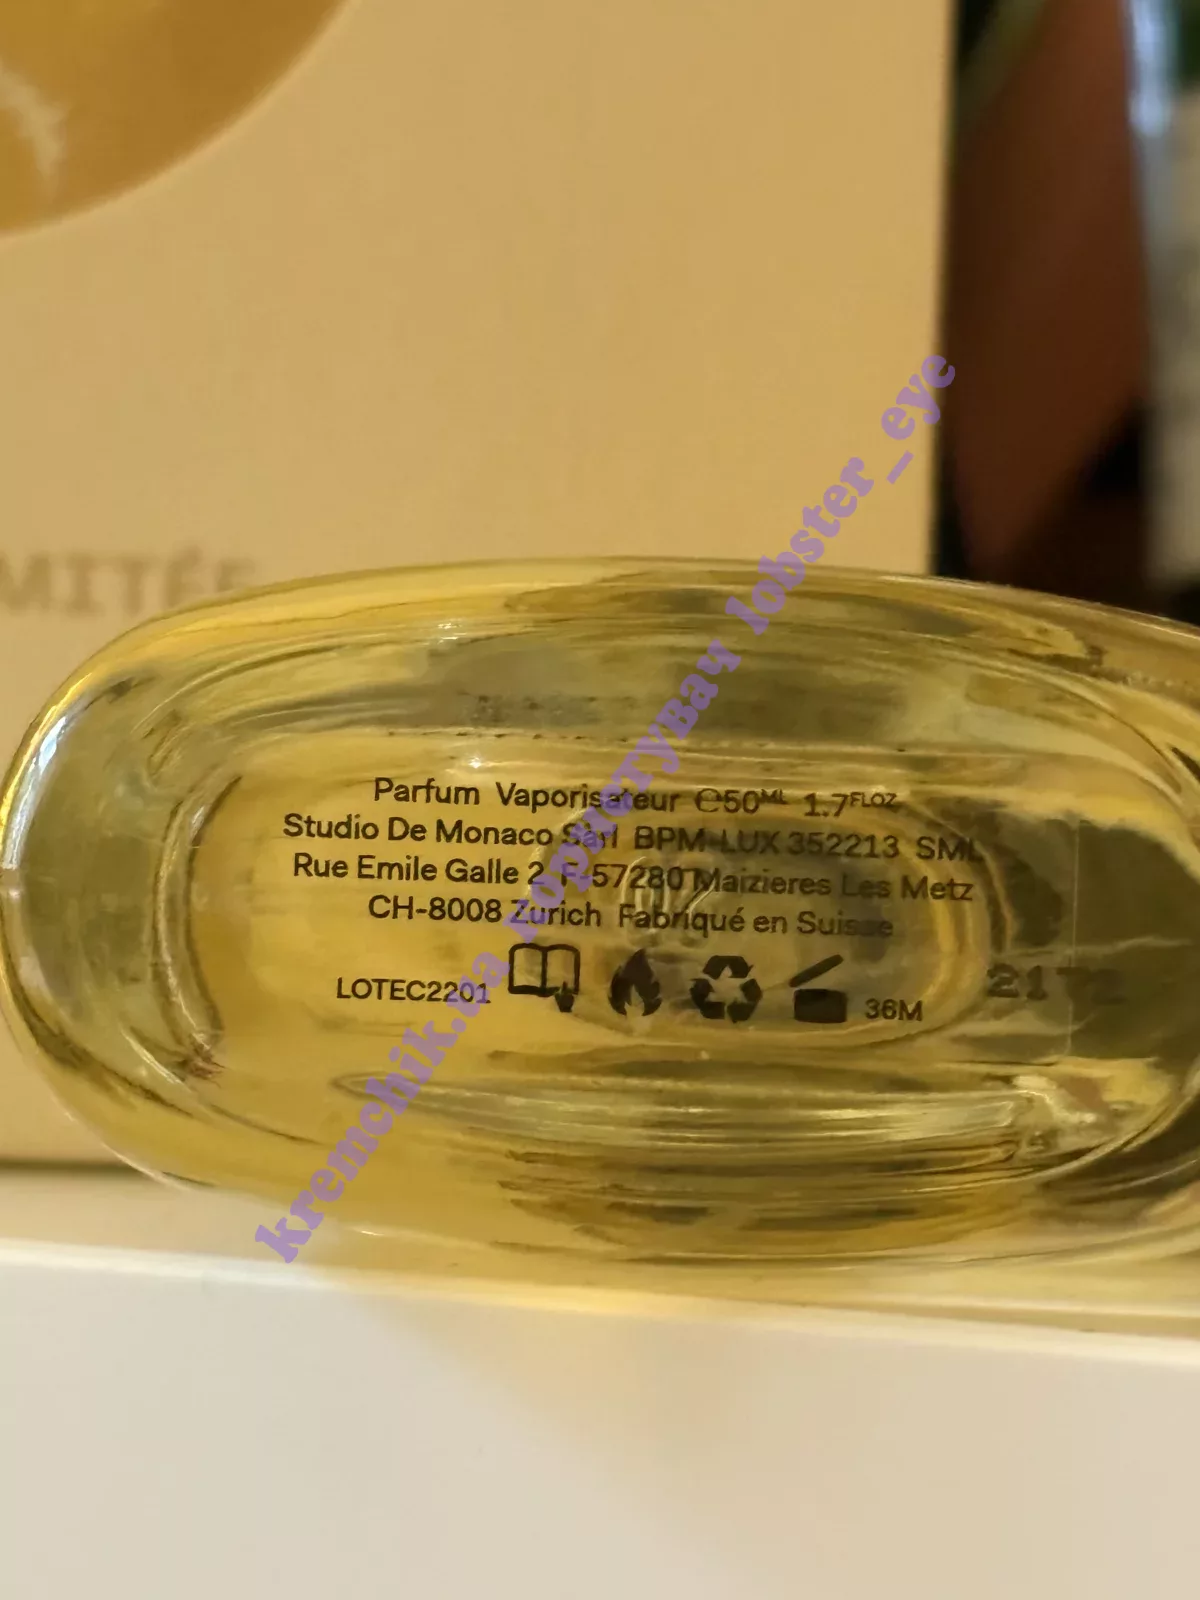 MITÉE
Parfum Vaporisateur ℮50ML 1.7FLOZ
Studio De Monaco Sàrl BPM-LUX 352213 SML
Rue Emile Galle 2 F-57280 Maizieres Les Metz
CH-8008 Zurich Fabriqué en Suisse
LOTEC2201
36M
kremchik.ua користувач lobster_eye